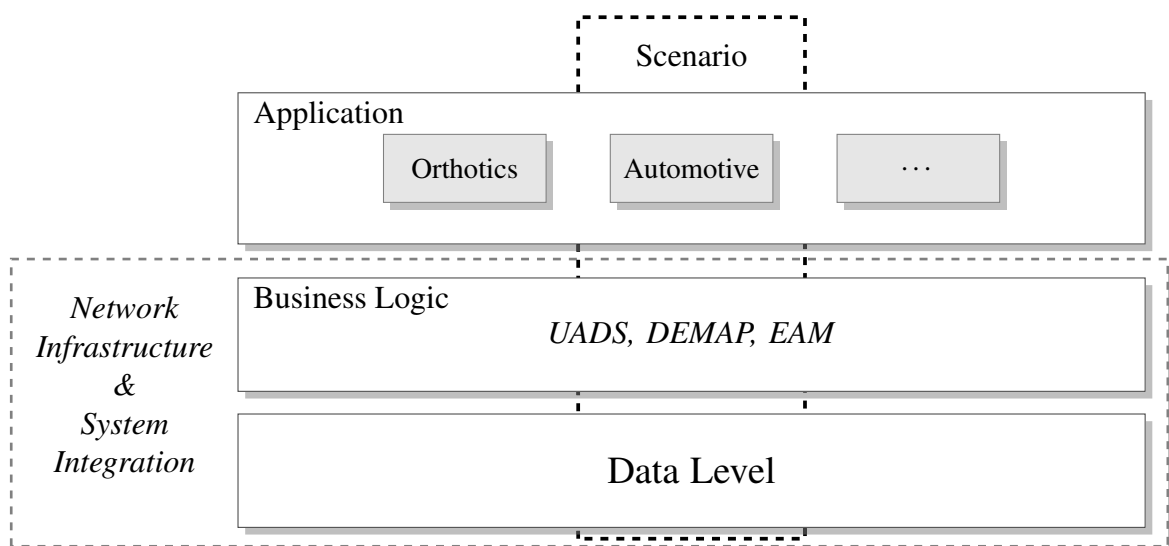 Scenario
Application
Orthotics
Automotive
...
Business Logic
UADS, DEMAP, EAM
Network
Infrastructure
&
System
Integration
Data Level